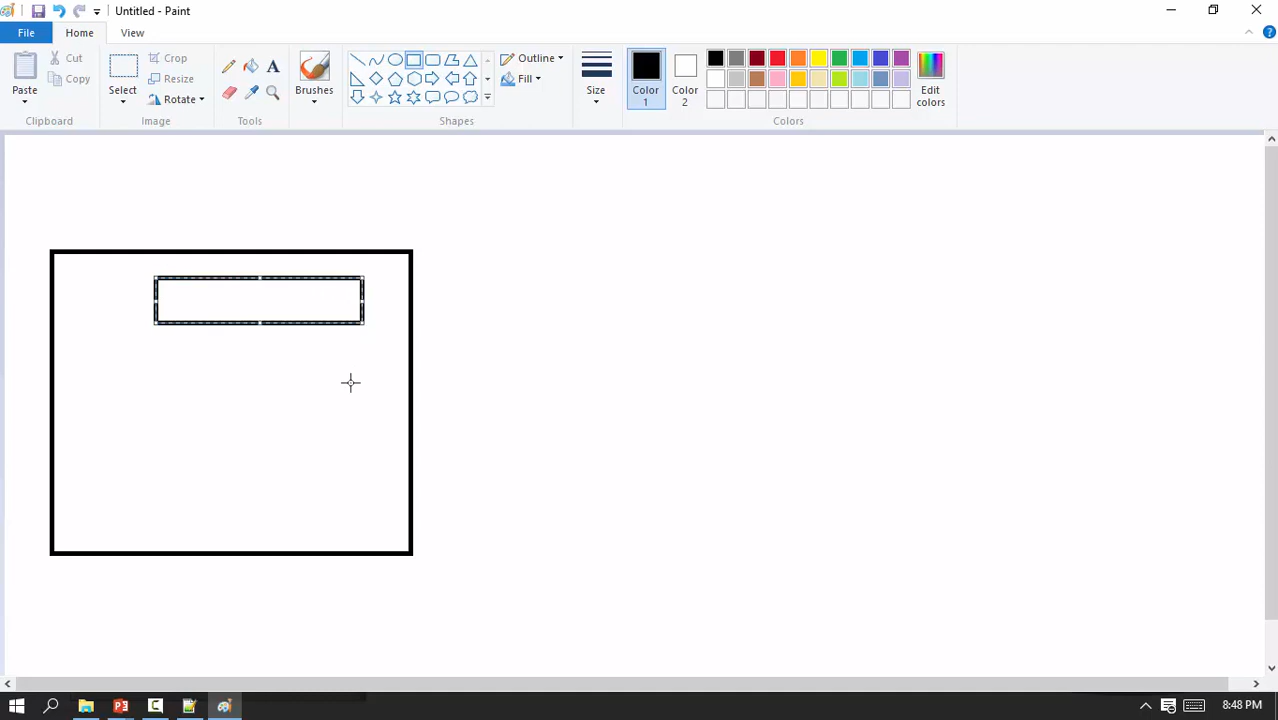 Untitled - Paint
File
Home
View
Paste
Cut
Copy
Clipboard
Select
Crop
Resize
Rotate
Image
A
Tools
Brushes
Outline
Fill
Shapes
Size
Color 1
Color 2
Edit colors
Colors
8:48 PM